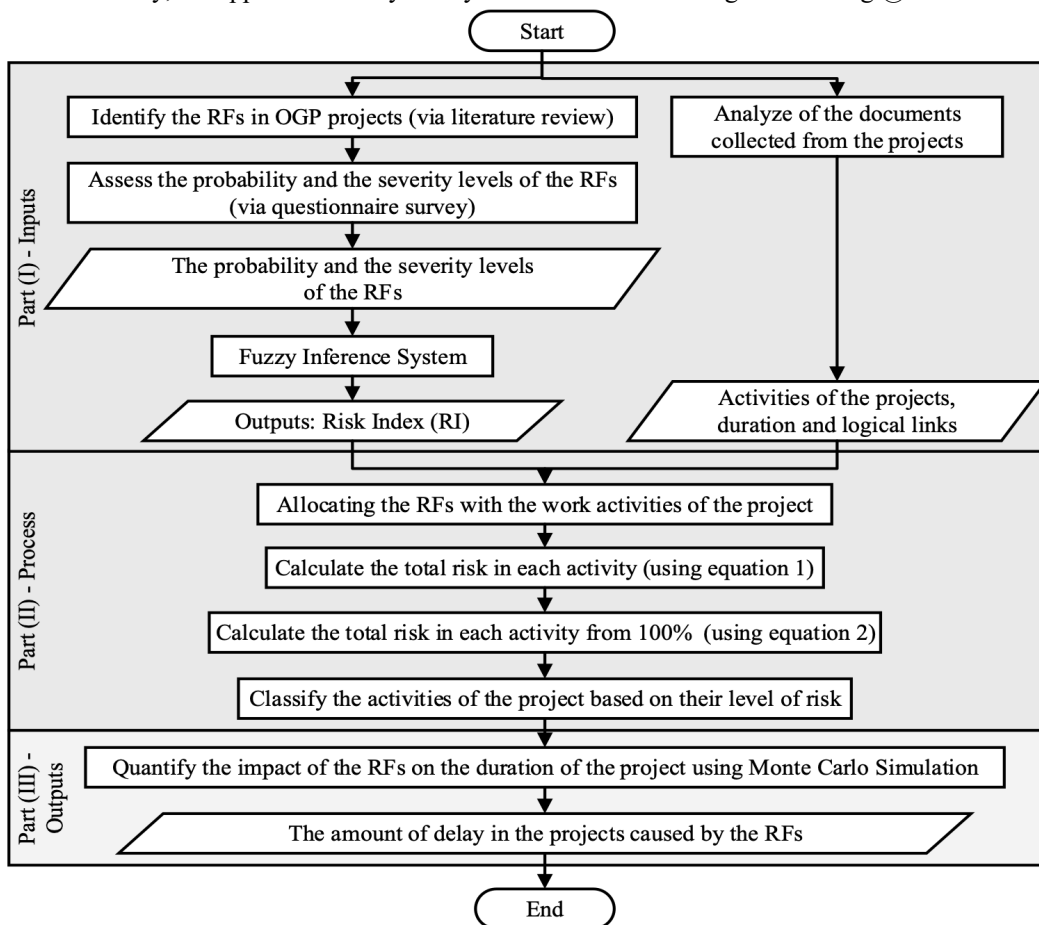 Start
Identify the RFs in OGP projects (via literature review)
Analyze of the documents
collected from the projects
Assess the probability and the severity levels of the RFs
(via questionnaire survey)
The probability and the severity levels
of the RFs
Fuzzy Inference System
Outputs: Risk Index (RI)
Activities of the projects,
duration and logical links
Part (I) - Inputs
Allocating the RFs with the work activities of the project
Calculate the total risk in each activity (using equation 1)
Calculate the total risk in each activity from 100% (using equation 2)
Classify the activities of the project based on their level of risk
Part (II) - Process
Quantify the impact of the RFs on the duration of the project using Monte Carlo Simulation
The amount of delay in the projects caused by the RFs
Part (III) -
Outputs
End